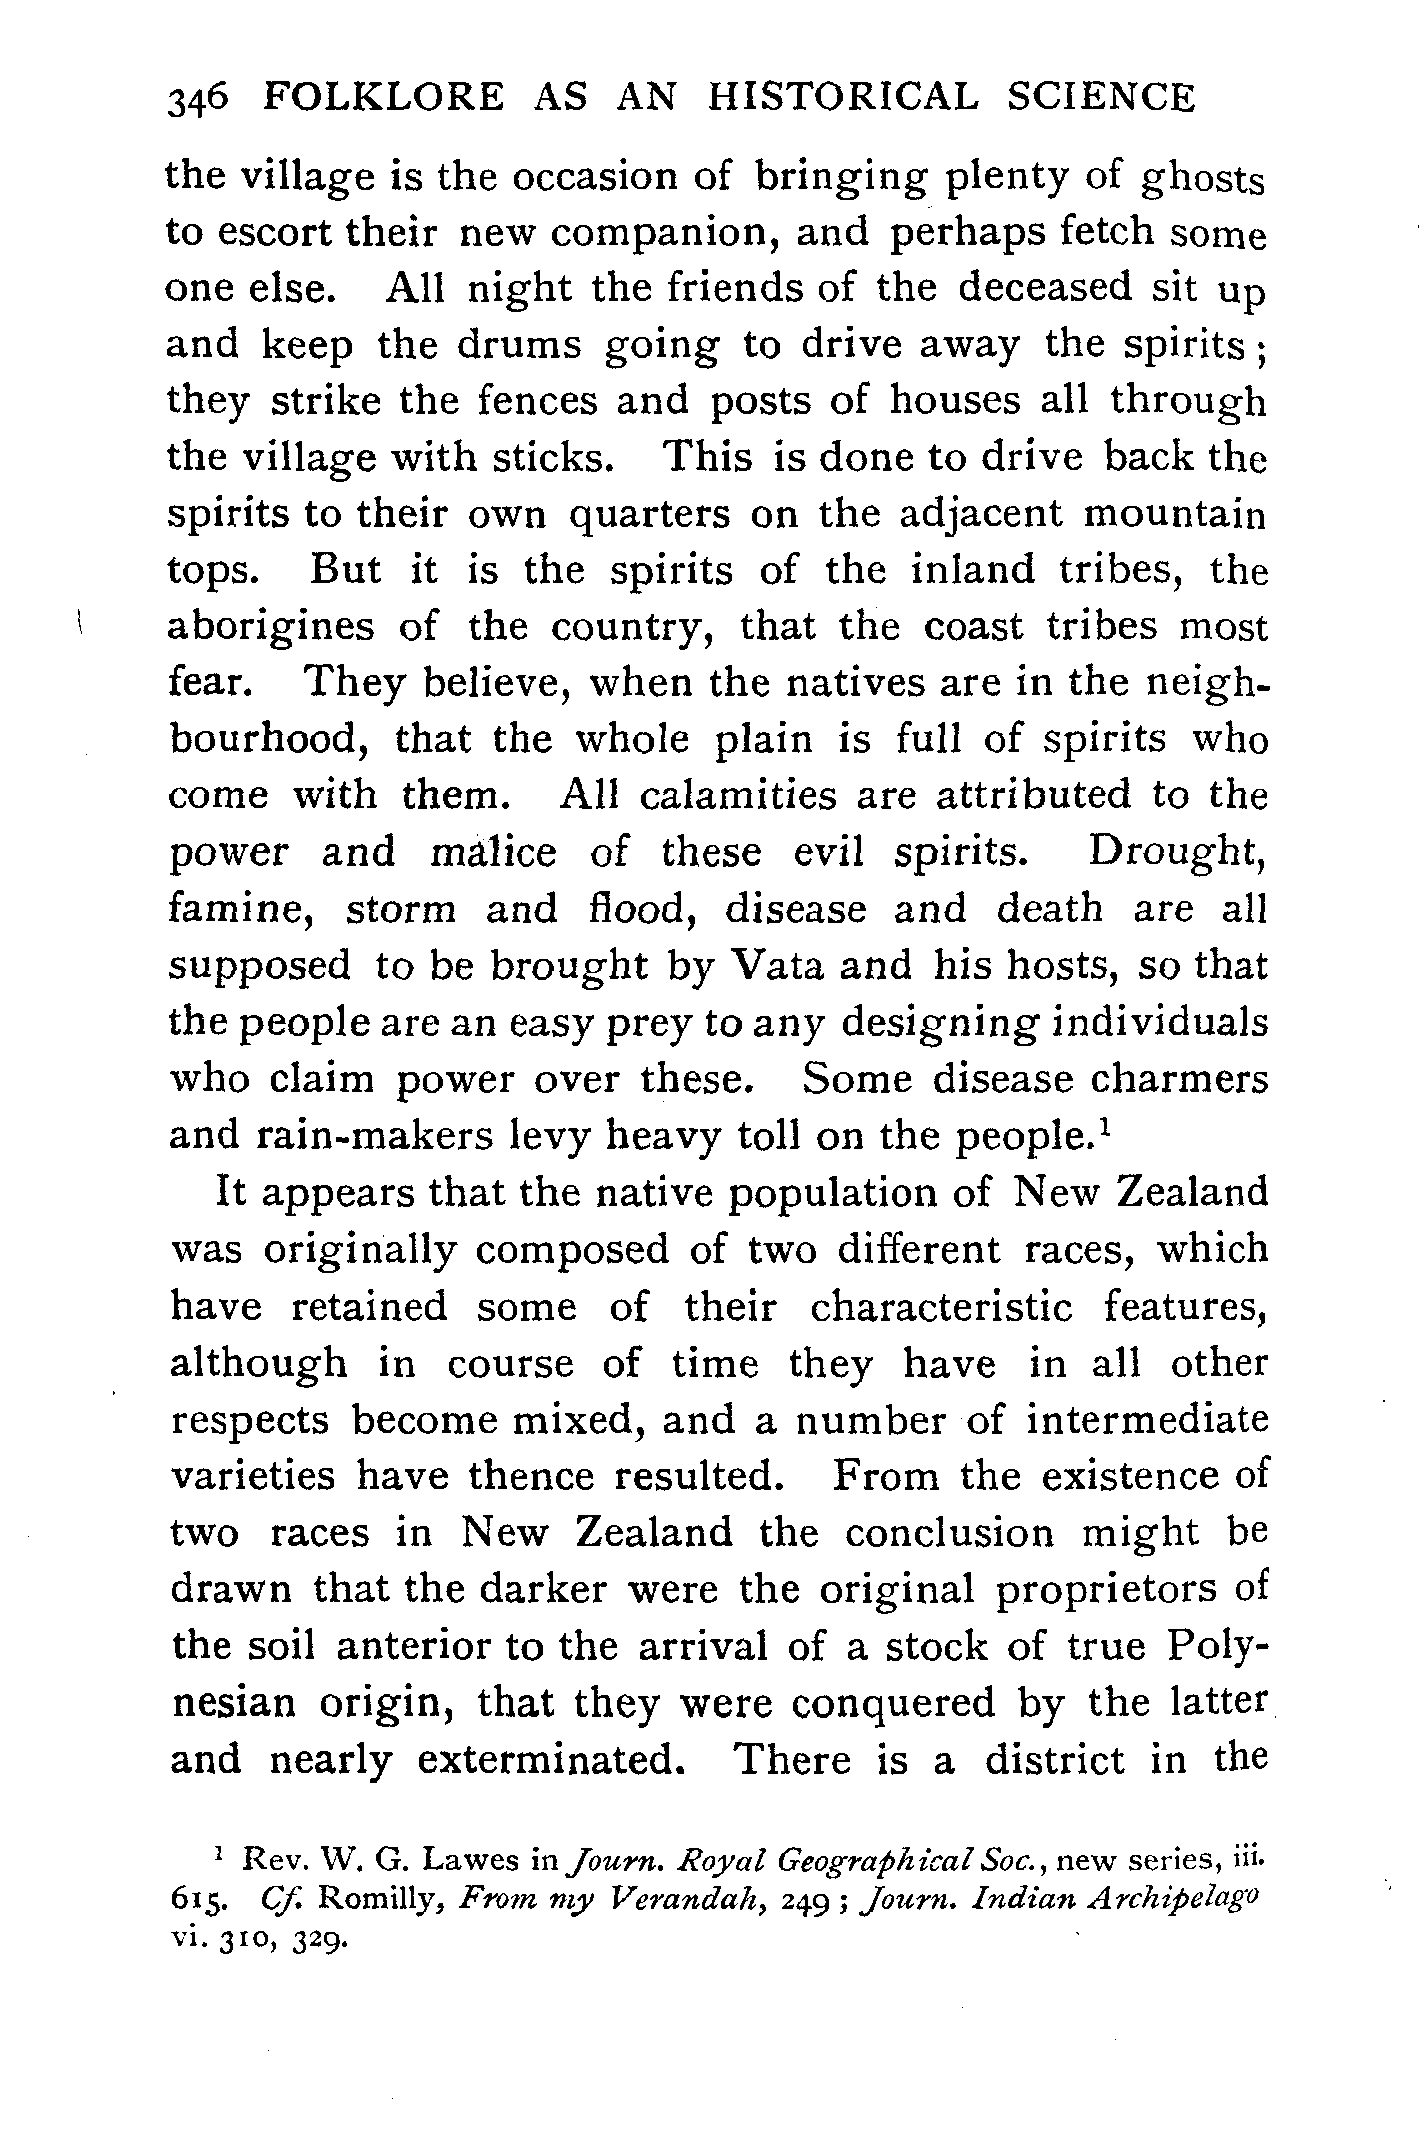 346 FOLKLORE AS AN HISTORICAL SCIENCE
the village is the occasion of bringing plenty of ghosts
to escort their new companion, and perhaps fetch some
one else. All night the friends of the deceased sit up
and keep the drums going to drive away the spirits ;
they strike the fences and posts of houses all through
the village with sticks. This is done to drive back the
spirits to their own quarters on the adjacent mountain
tops. But it is the spirits of the inland tribes, the
aborigines of the country, that the coast tribes most
fear. They believe, when the natives are in the neigh-
bourhood, that the whole plain is full of spirits who
come with them. All calamities are attributed to the
power and malice of these evil spirits. Drought,
famine, storm and flood, disease and death are all
supposed to be brought by Vata and his hosts, so that
the people are an easy prey to any designing individuals
who claim power over these. Some disease charmers
and rain-makers levy heavy toll on the people.¹
It appears that the native population of New Zealand
was originally composed of two different races, which
have retained some of their characteristic features,
although in course of time they have in all other
respects become mixed, and a number of intermediate
varieties have thence resulted. From the existence of
two races in New Zealand the conclusion might be
drawn that the darker were the original proprietors of
the soil anterior to the arrival of a stock of true Poly-
nesian origin, that they were conquered by the latter
and nearly exterminated. There is a district in the
¹ Rev. W. G. Lawes in Journ. Royal Geographical Soc., new series, iii.
615. Cf. Romilly, From my Verandah, 249 ; Journ. Indian Archipelago
vi. 310, 329.